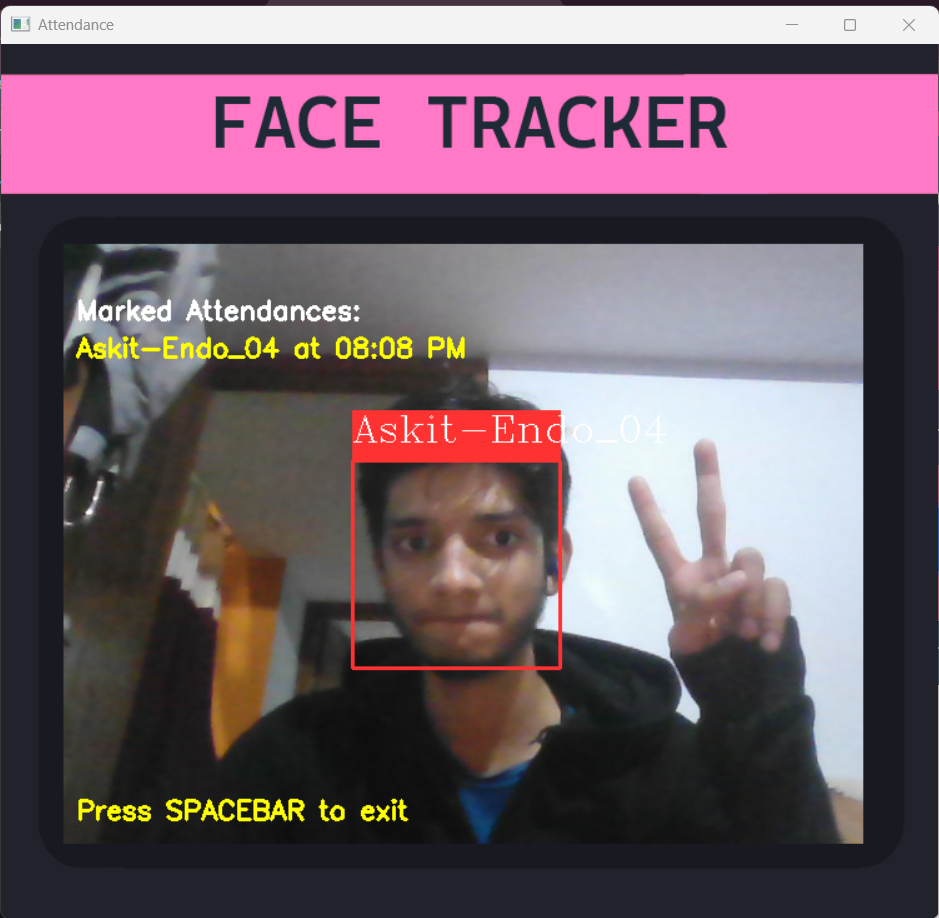 Attendance
FACE TRACKER
Marked Attendances:
Askit-Endo_04 at 08:08 PM
Askit-Endo_04
Press SPACEBAR to exit